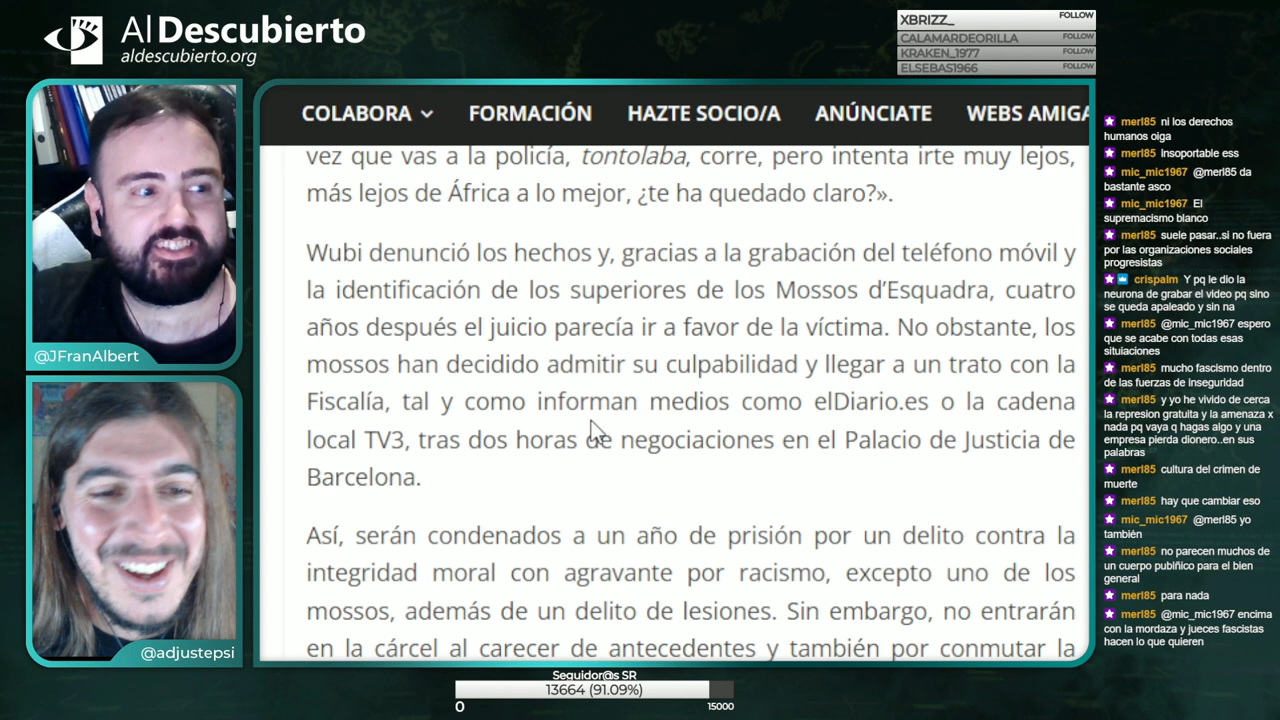 Al Descubierto
aldescubierto.org
XBRIZZ_ FOLLOW
CALAMARDEORILLA FOLLOW
KRAKEN_1977 FOLLOW
ELSEBAS1966 FOLLOW
COLABORA FORMACIÓN HAZTE SOCIO/A ANÚNCIATE WEBS AMIGA
vez que vas a la policía, tontolaba, corre, pero intenta irte muy lejos,
más lejos de África a lo mejor, ¿te ha quedado claro?».
Wubi denunció los hechos y, gracias a la grabación del teléfono móvil y
la identificación de los superiores de los Mossos d'Esquadra, cuatro
años después el juicio parecía ir a favor de la víctima. No obstante, los
mossos han decidido admitir su culpabilidad y llegar a un trato con la
Fiscalía, tal y como informan medios como elDiario.es o la cadena
local TV3, tras dos horas de negociaciones en el Palacio de Justicia de
Barcelona.
Así, serán condenados a un año de prisión por un delito contra la
integridad moral con agravante por racismo, excepto uno de los
mossos, además de un delito de lesiones. Sin embargo, no entrarán
en la cárcel al carecer de antecedentes y también por conmutar la
@JFranAlbert
@adjustepsi
merl85 ni los derechos
humanos oiga
merl85 Insoportable ess
mic_mic1967 @merl85 da
bastante asco
mic_mic1967 El
supremacismo blanco
merl85 suele pasar..si no fuera
por las organizaciones sociales
progresistas
crispalm Y pq le dio la
neurona de grabar el video pq sino
se queda apaleado y sin na
merl85 @mic_mic1967 espero
que se acabe con todas esas
situiaciones
merl85 mucho fascismo dentro
de las fuerzas de inseguridad
merl85 y yo he vivido de cerca
la represion gratuita y la amenaza x
nada pq vaya q hagas algo y una
empresa pierda dionero..en sus
palabras
merl85 cultura del crimen de
muerte
merl85 hay que cambiar eso
mic_mic1967 @merl85 yo
también
merl85 no parecen muchos de
un cuerpo publñico para el bien
general
merl85 para nada
merl85 @mic_mic1967 encima
con la mordaza y jueces fascistas
hacen lo que quieren
Seguidor@s SR
13664 (91.09%)
0 15000